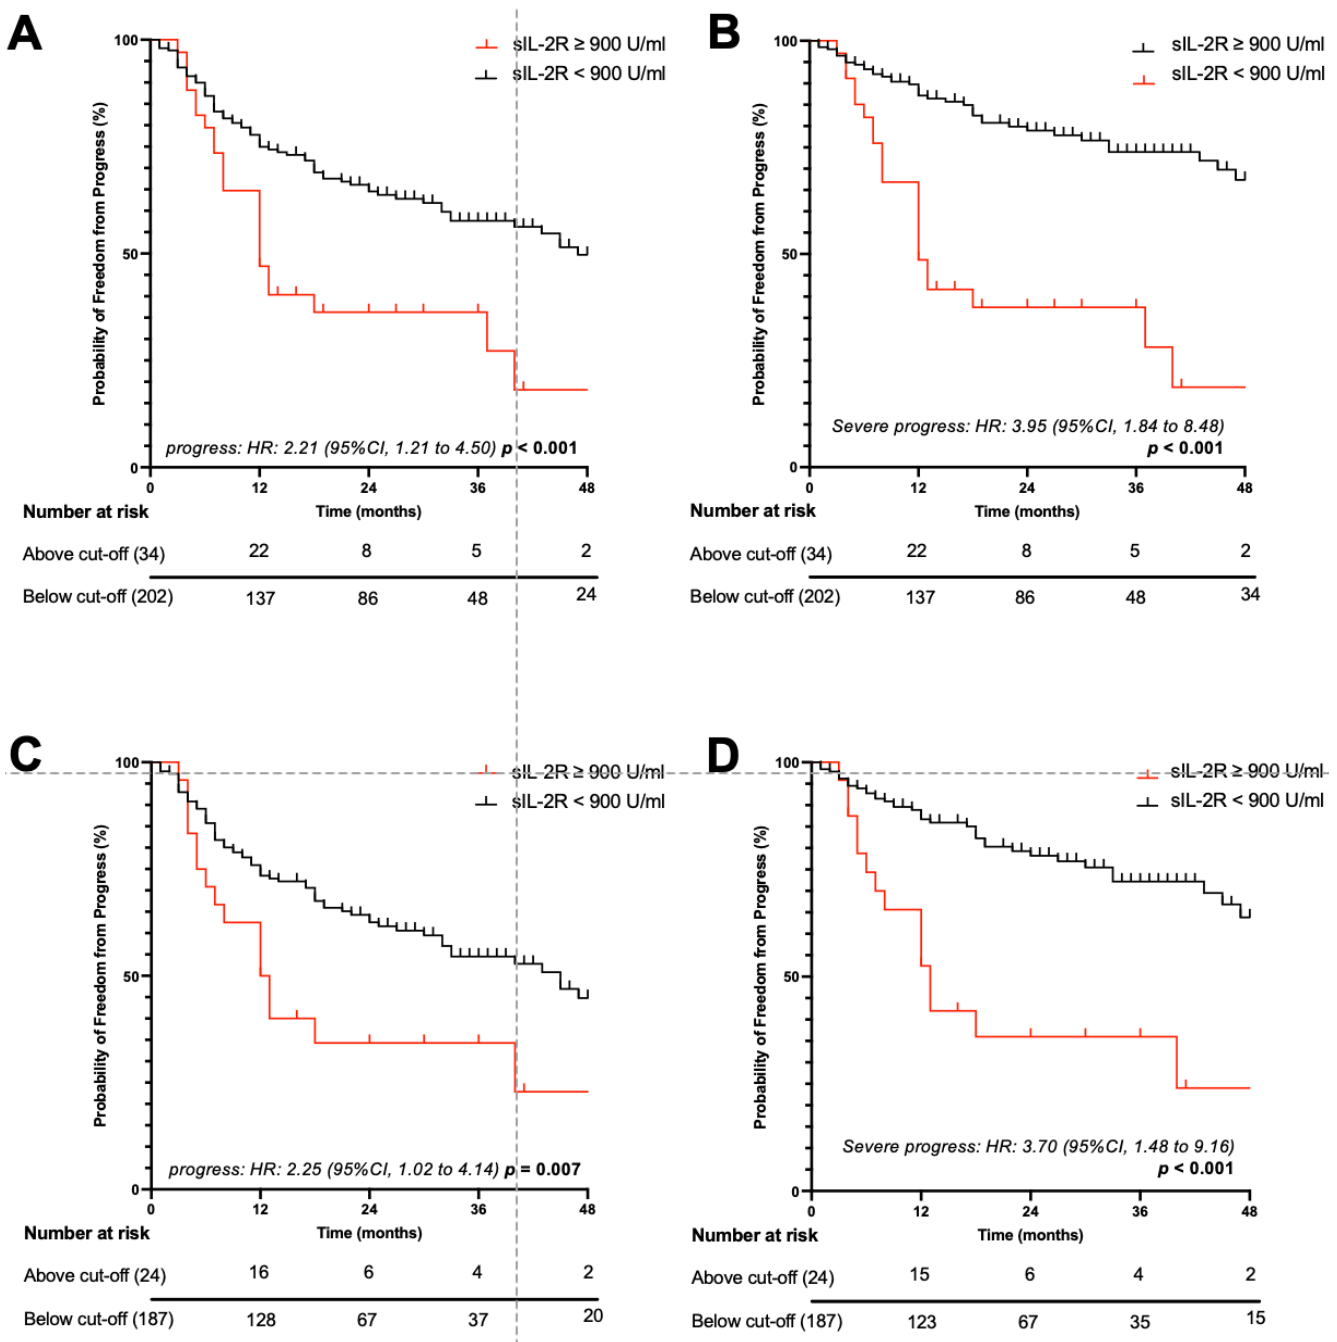 A
sIL-2R ≥ 900 U/ml
sIL-2R < 900 U/ml
100
50
0
Probability of Freedom from Progress (%)
progress: HR: 2.21 (95%CI, 1.21 to 4.50) p < 0.001
0 12 24 36 48
Number at risk Time (months)
Above cut-off (34) 22 8 5 2
Below cut-off (202) 137 86 48 24
B
sIL-2R ≥ 900 U/ml
sIL-2R < 900 U/ml
100
50
0
Probability of Freedom from Progress (%)
Severe progress: HR: 3.95 (95%CI, 1.84 to 8.48)
p < 0.001
0 12 24 36 48
Number at risk Time (months)
Above cut-off (34) 22 8 5 2
Below cut-off (202) 137 86 48 34
C
sIL-2R ≥ 900 U/ml
sIL-2R < 900 U/ml
100
50
0
Probability of Freedom from Progress (%)
progress: HR: 2.25 (95%CI, 1.02 to 4.14) p = 0.007
0 12 24 36 48
Number at risk Time (months)
Above cut-off (24) 16 6 4 2
Below cut-off (187) 128 67 37 20
D
sIL-2R ≥ 900 U/ml
sIL-2R < 900 U/ml
100
50
0
Probability of Freedom from Progress (%)
Severe progress: HR: 3.70 (95%CI, 1.48 to 9.16)
p < 0.001
0 12 24 36 48
Number at risk Time (months)
Above cut-off (24) 15 6 4 2
Below cut-off (187) 123 67 35 15